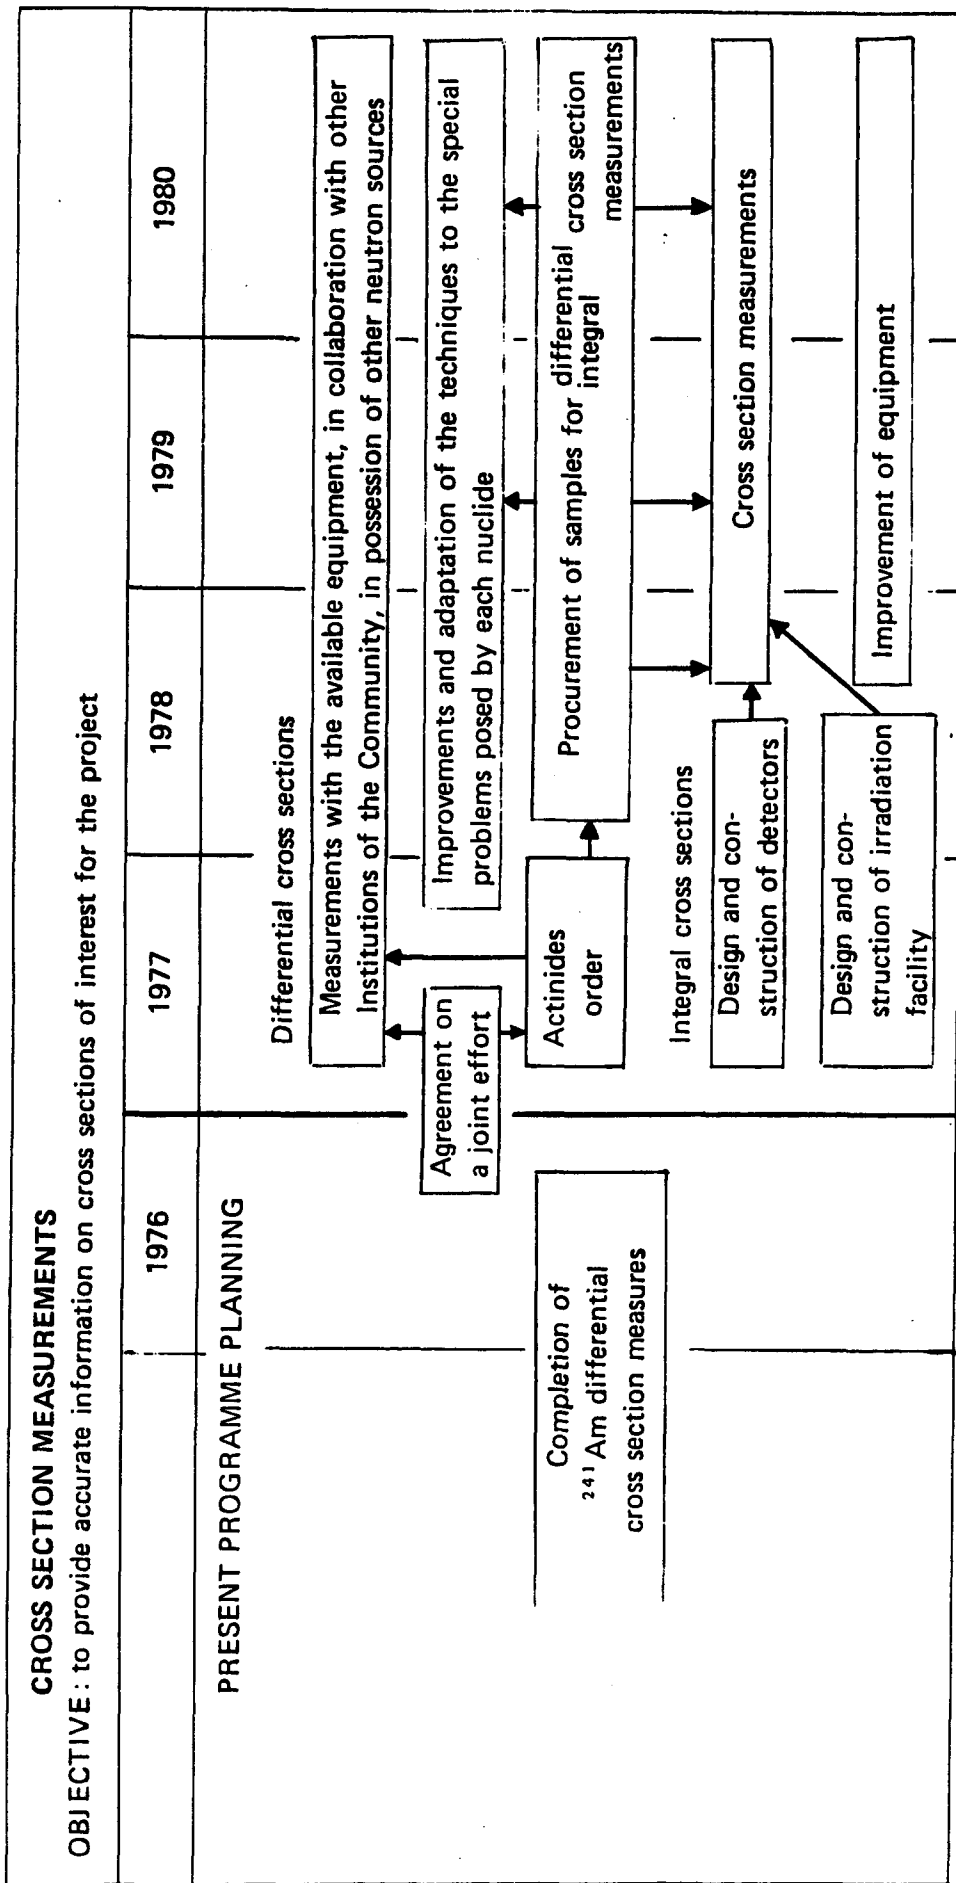 CROSS SECTION MEASUREMENTS
OBJECTIVE : to provide accurate information on cross sections of interest for the project
1976
1977
1978
1979
1980
PRESENT PROGRAMME PLANNING
Differential cross sections
Measurements with the available equipment, in collaboration with other
Institutions of the Community, in possession of other neutron sources
Agreement on
a joint effort
Improvements and adaptation of the techniques to the special
problems posed by each nuclide
Completion of
²⁴¹Am differential
cross section measures
Actinides
order
Procurement of samples for
differential
integral
cross section
measurements
Integral cross sections
Design and con-
struction of detectors
Cross section measurements
Design and con-
struction of irradiation
facility
Improvement of equipment